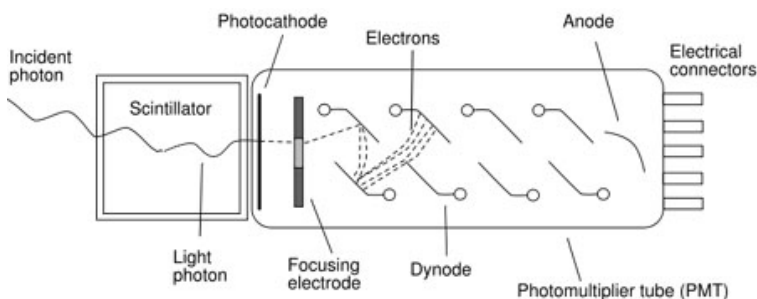 Photocathode
Anode
Electrons
Incident
photon
Electrical
connectors
Scintillator
Light
photon
Focusing
electrode
Dynode
Photomultiplier tube (PMT)